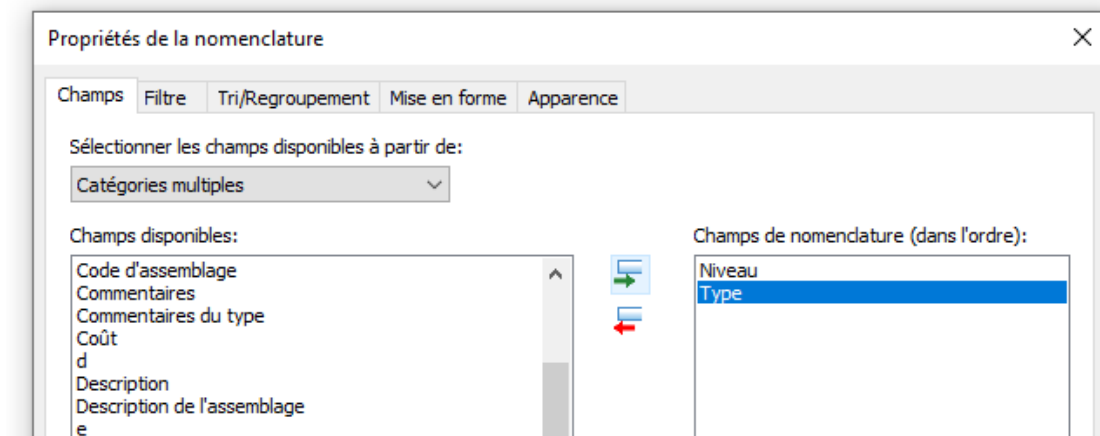 Propriétés de la nomenclature
Champs Filtre Tri/Regroupement Mise en forme Apparence
Sélectionner les champs disponibles à partir de:
Catégories multiples
Champs disponibles:
Code d'assemblage
Commentaires
Commentaires du type
Coût
d
Description
Description de l'assemblage
e
Champs de nomenclature (dans l'ordre):
Niveau
Type